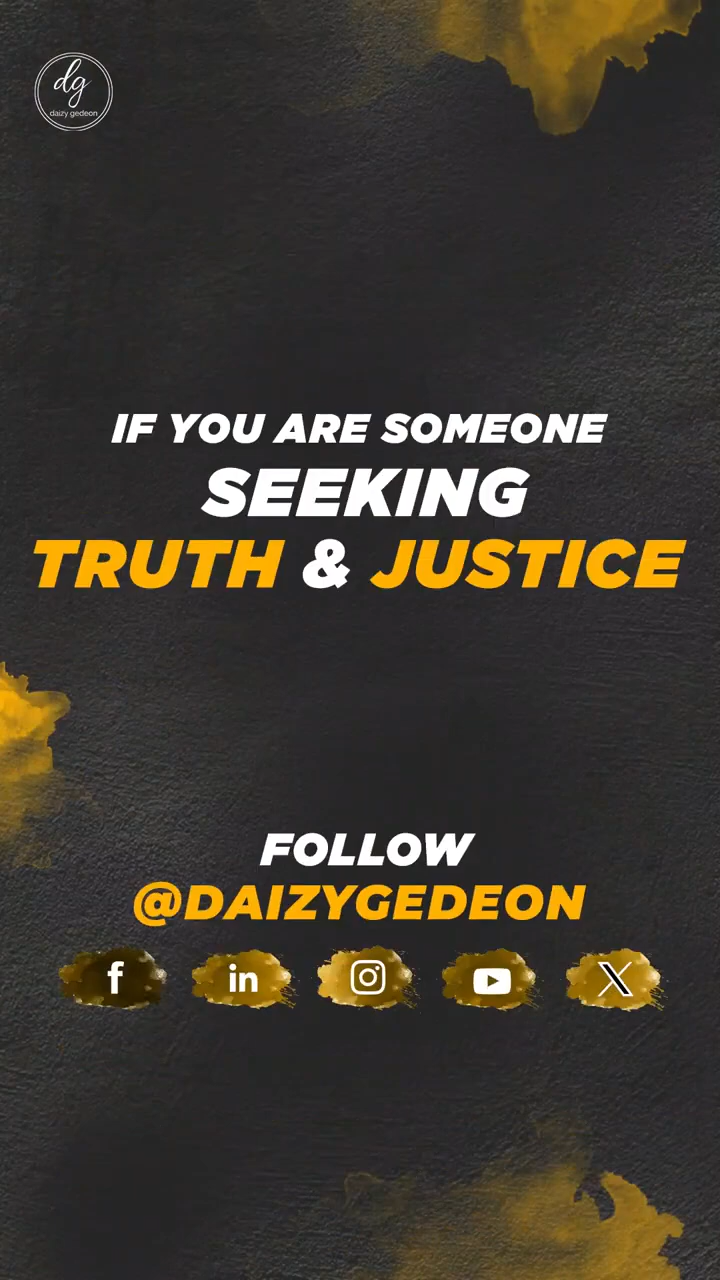 dg
daizy gedeon
IF YOU ARE SOMEONE
SEEKING
TRUTH & JUSTICE
FOLLOW
@DAIZYGEDEON